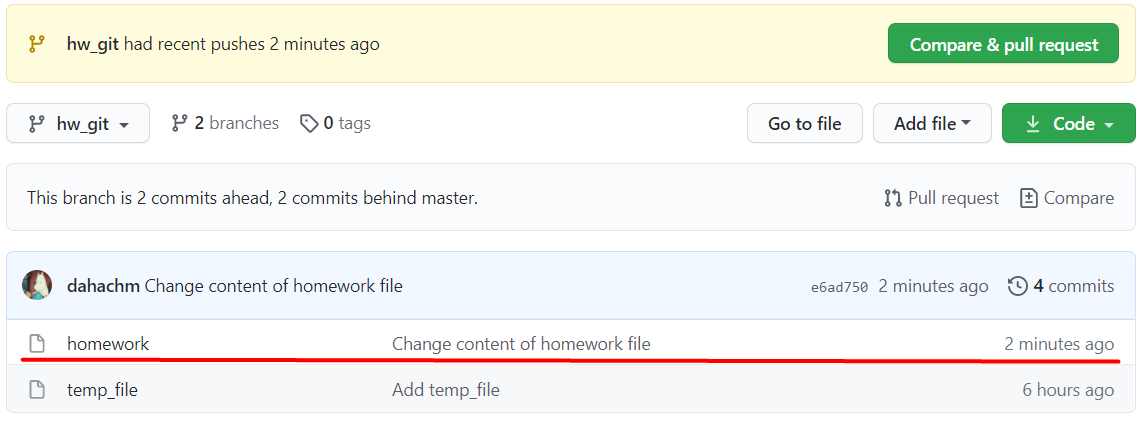 hw_git had recent pushes 2 minutes ago Compare & pull request
hw_git 2 branches 0 tags Go to file Add file Code
This branch is 2 commits ahead, 2 commits behind master. Pull request Compare
dahachm Change content of homework file e6ad750 2 minutes ago 4 commits
homework Change content of homework file 2 minutes ago
temp_file Add temp_file 6 hours ago